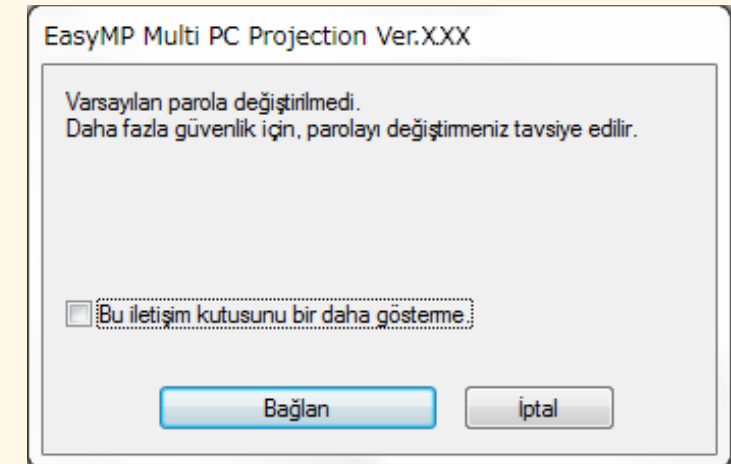 EasyMP Multi PC Projection Ver.X.XX
Varsayılan parola değiştirilmedi.
Daha fazla güvenlik için, parolayı değiştirmeniz tavsiye edilir.
Bu iletişim kutusunu bir daha gösterme.
Bağlan
İptal